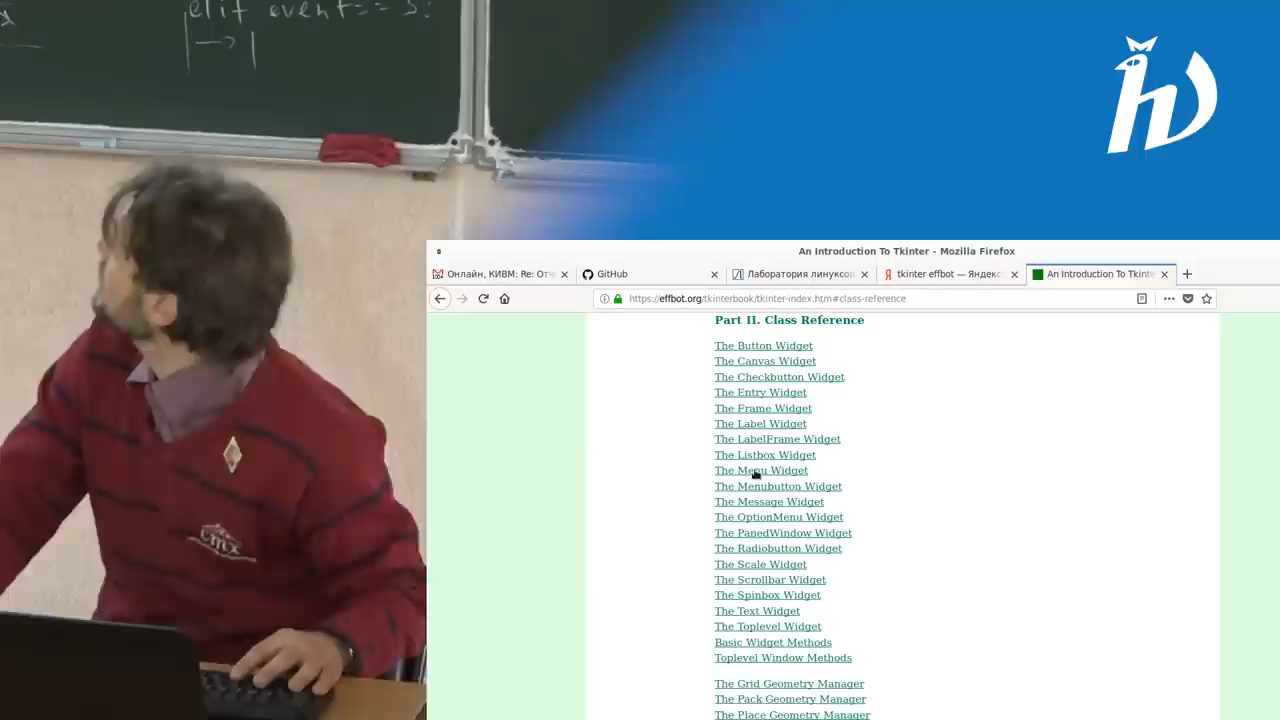 elif event == 5:
An Introduction To Tkinter - Mozilla Firefox
Онлайн, КИВМ: Re: Отч
GitHub
Лаборатория линуксои
tkinter effbot — Яндекс
An Introduction To Tkinte
https://effbot.org/tkinterbook/tkinter-index.htm#class-reference
Part II. Class Reference
The Button Widget
The Canvas Widget
The Checkbutton Widget
The Entry Widget
The Frame Widget
The Label Widget
The LabelFrame Widget
The Listbox Widget
The Menu Widget
The Menubutton Widget
The Message Widget
The OptionMenu Widget
The PanedWindow Widget
The Radiobutton Widget
The Scale Widget
The Scrollbar Widget
The Spinbox Widget
The Text Widget
The Toplevel Widget
Basic Widget Methods
Toplevel Window Methods
The Grid Geometry Manager
The Pack Geometry Manager
The Place Geometry Manager